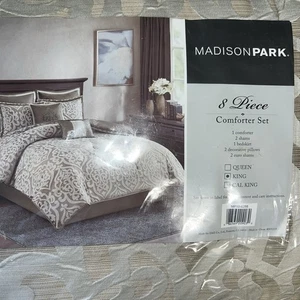 MADISON PARK
8 Piece
Comforter Set
1 comforter
2 shams
1 bedskirt
2 decorative pillows
2 euro shams
QUEEN
KING
CAL KING